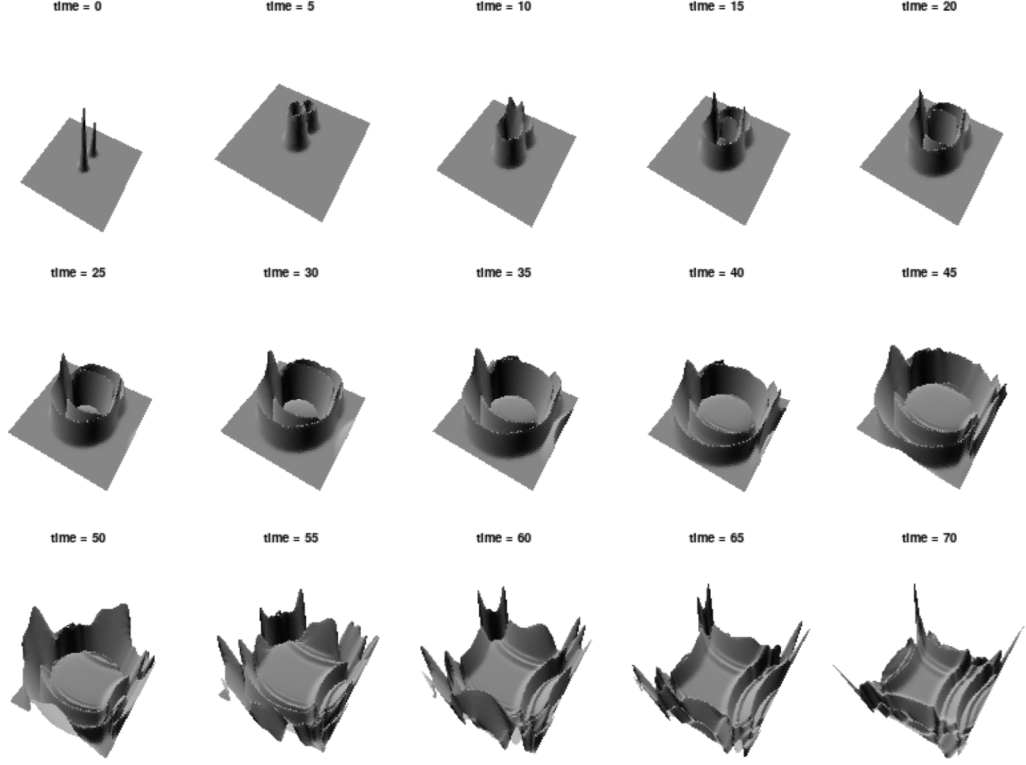 time = 0
time = 5
time = 10
time = 15
time = 20
time = 25
time = 30
time = 35
time = 40
time = 45
time = 50
time = 55
time = 60
time = 65
time = 70